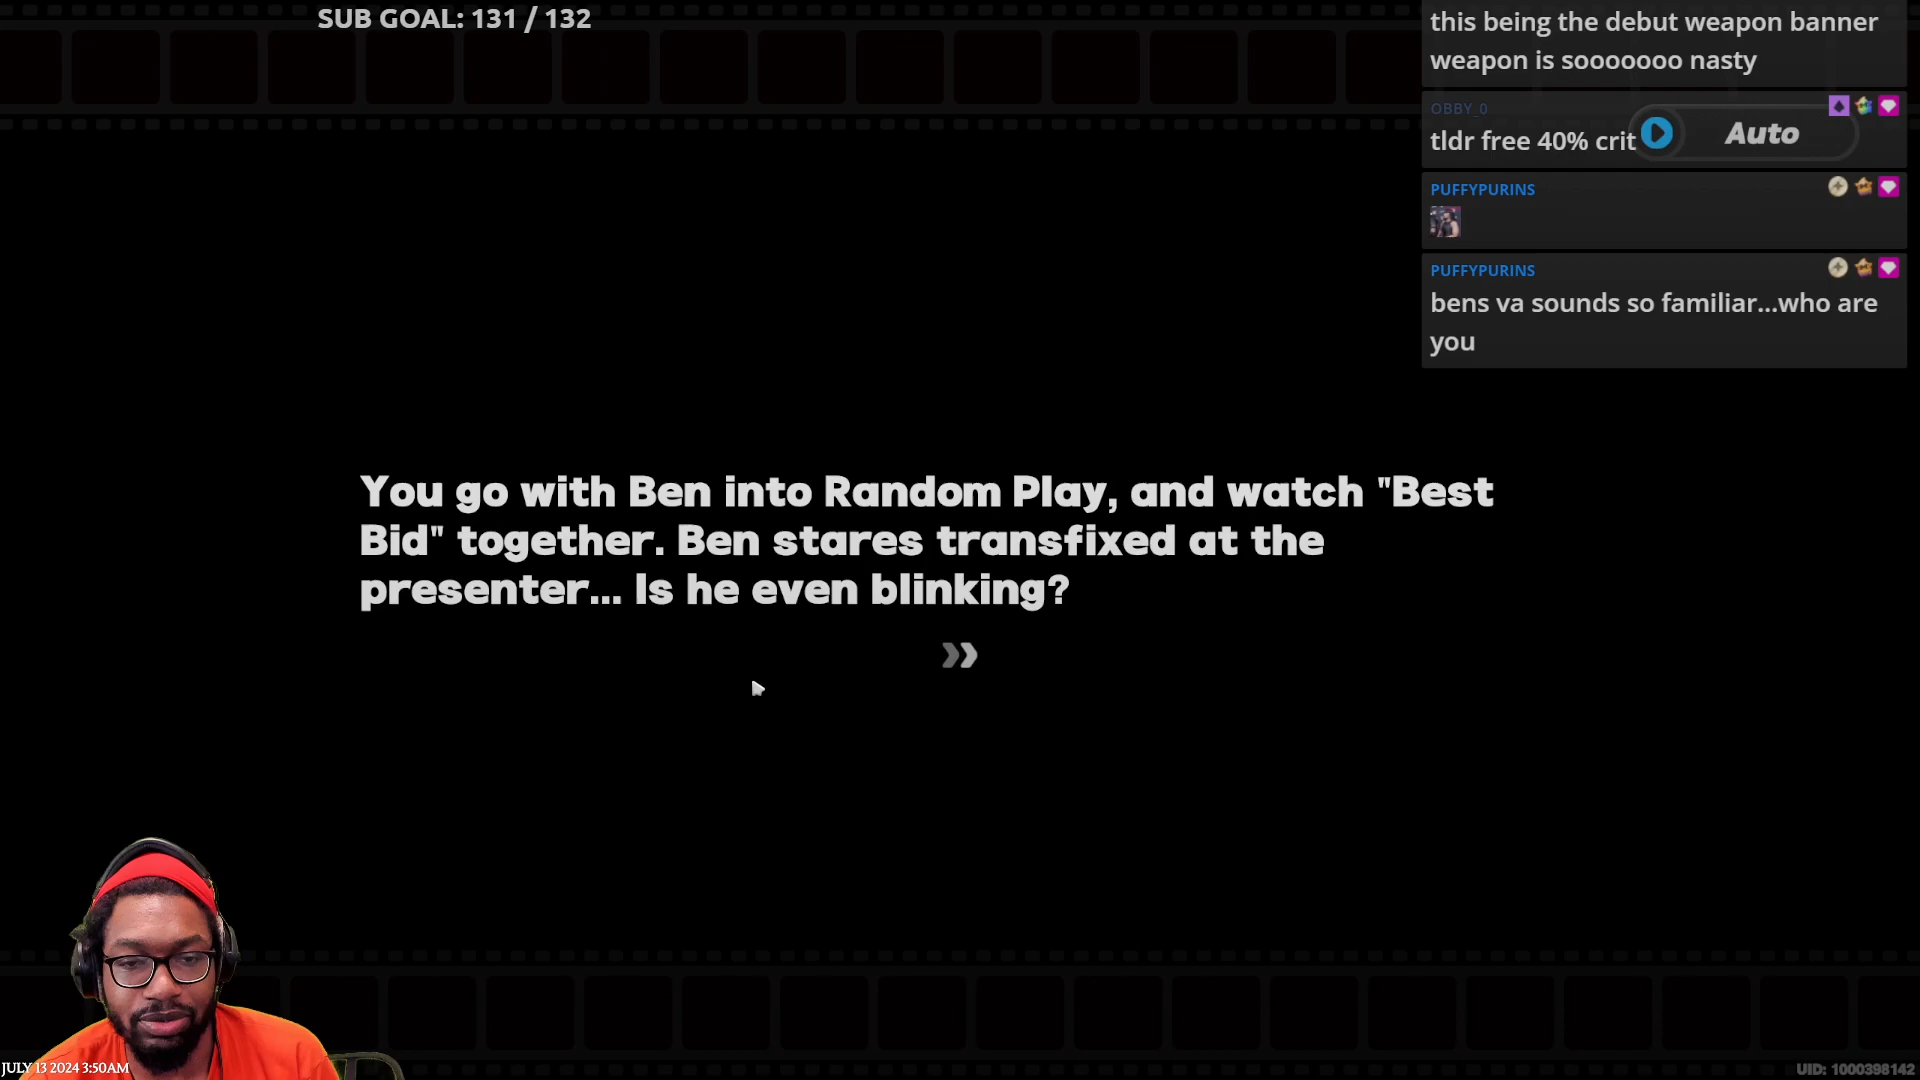 SUB GOAL: 131 / 132
this being the debut weapon banner
weapon is sooooooo nasty
OBBY_0
tldr free 40% crit
Auto
PUFFYPURINS
PUFFYPURINS
bens va sounds so familiar...who are
you
You go with Ben into Random Play, and watch "Best
Bid" together. Ben stares transfixed at the
presenter... Is he even blinking?
JULY 13 2024 3:50AM
UID: 1000398142